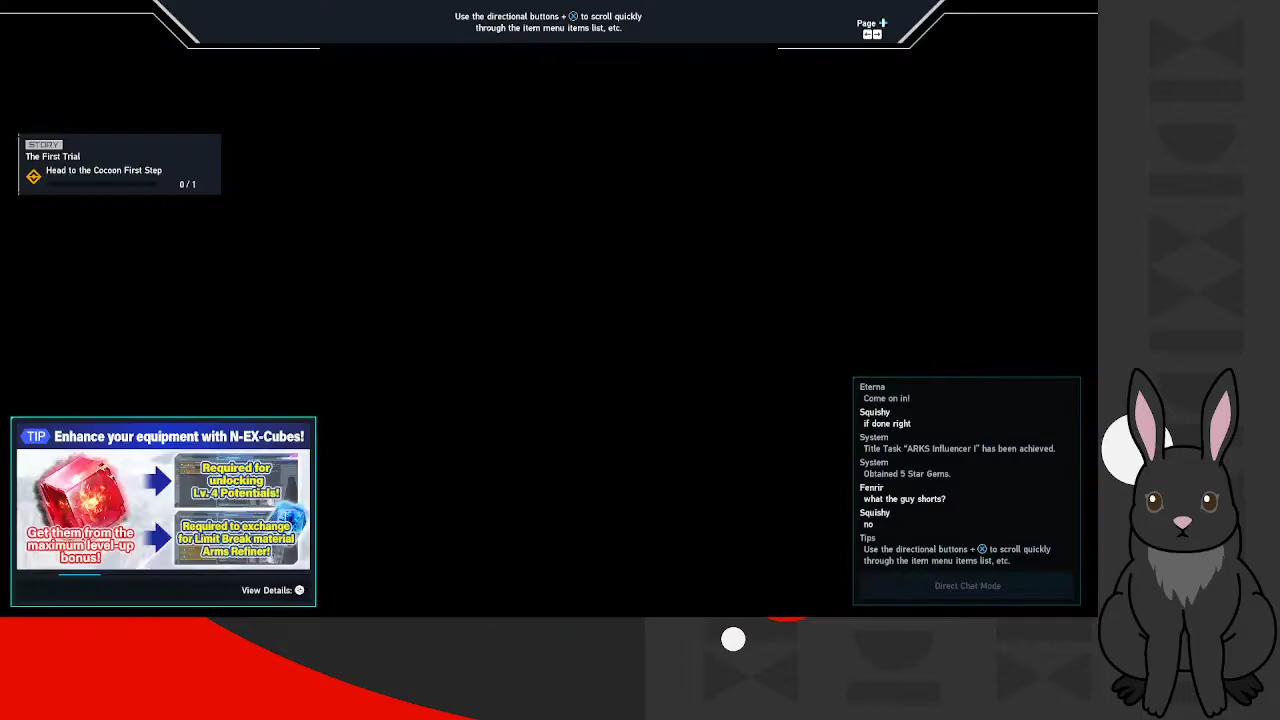 Use the directional buttons + ⊗ to scroll quickly
through the item menu items list, etc.
Page
STORY
The First Trial
Head to the Cocoon First Step
0 / 1
Eterna
Come on in!
Squishy
if done right
System
Title Task "ARKS Influencer I" has been achieved.
System
Obtained 5 Star Gems.
Fenrir
what the guy shorts?
Squishy
no
Tips
Use the directional buttons + ⊗ to scroll quickly
through the item menu items list, etc.
Direct Chat Mode
TIP Enhance your equipment with N-EX-Cubes!
Required for
unlocking
Lv. 4 Potentials!
Get them from the
maximum level-up
bonus!
Required to exchange
for Limit Break material
Arms Refiner!
View Details: